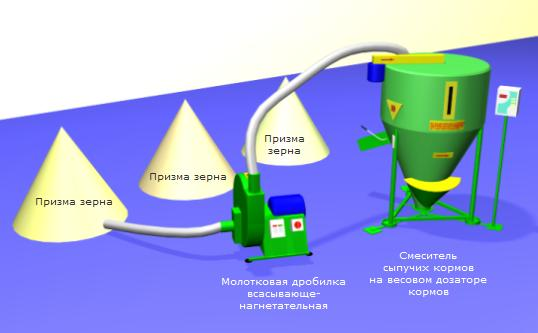 Призма
зерна
Призма зерна
Призма зерна
Молотковая дробилка
всасывающе-
нагнетательная
Смеситель
сыпучих кормов
на весовом дозаторе
кормов